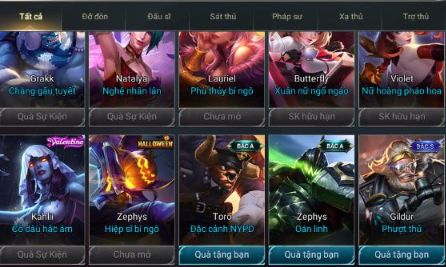 Tất cả Đỡ đòn Đấu sĩ Sát thủ Pháp sư Xạ thủ Trợ thủ
Grakk Natalya Lauriel Butterfly Violet
Chàng gấu tuyết Nghệ nhân lân Phù thủy bí ngô Xuân nữ ngổ ngáo Nữ hoàng pháo hoa
Quà Sự Kiện Quà Sự Kiện Chưa mở SK hữu hạn SK hữu hạn
Valentine HALLOWEEN BẬC A BẬC A BẬC S
Kahlii Zephys Toro Zephys Gildur
Cô dâu hắc ám Hiệp sĩ bí ngô Đặc cảnh NYPD Oán linh Phượt thủ
Quà Sự Kiện Chưa mở Quà tặng bạn Quà tặng bạn Quà tặng bạn